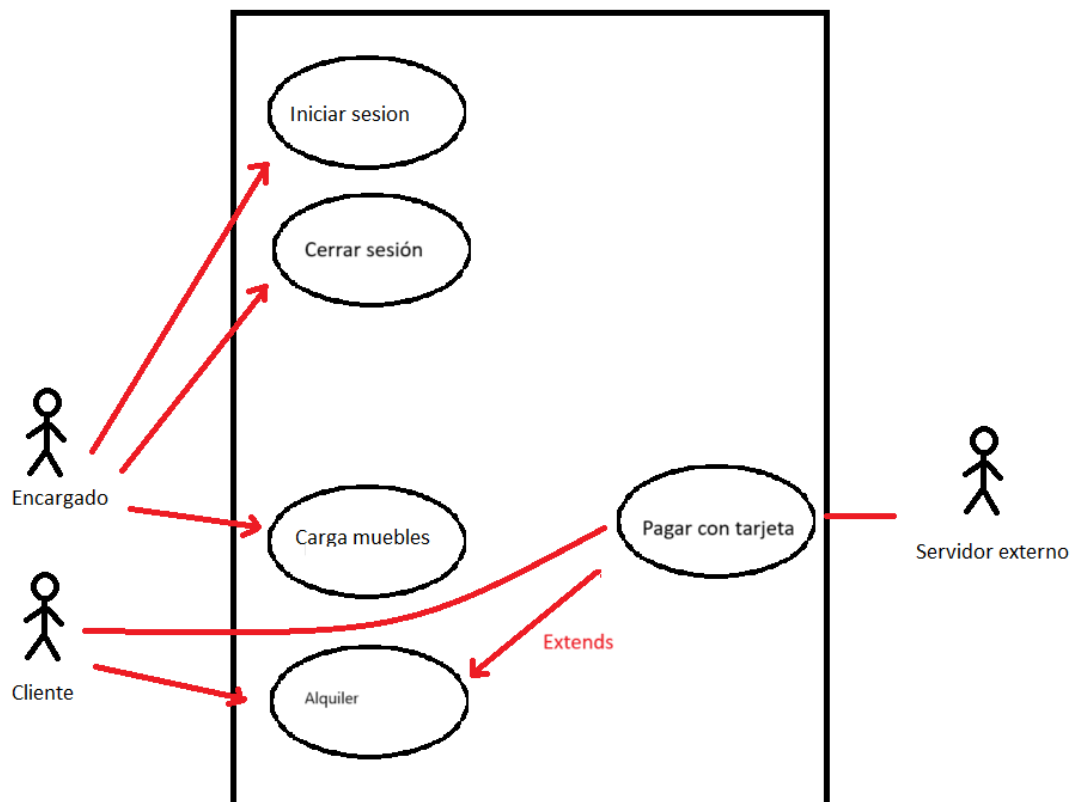 Iniciar sesion
Cerrar sesión
Encargado
Carga muebles
Pagar con tarjeta
Servidor externo
Extends
Cliente
Alquiler